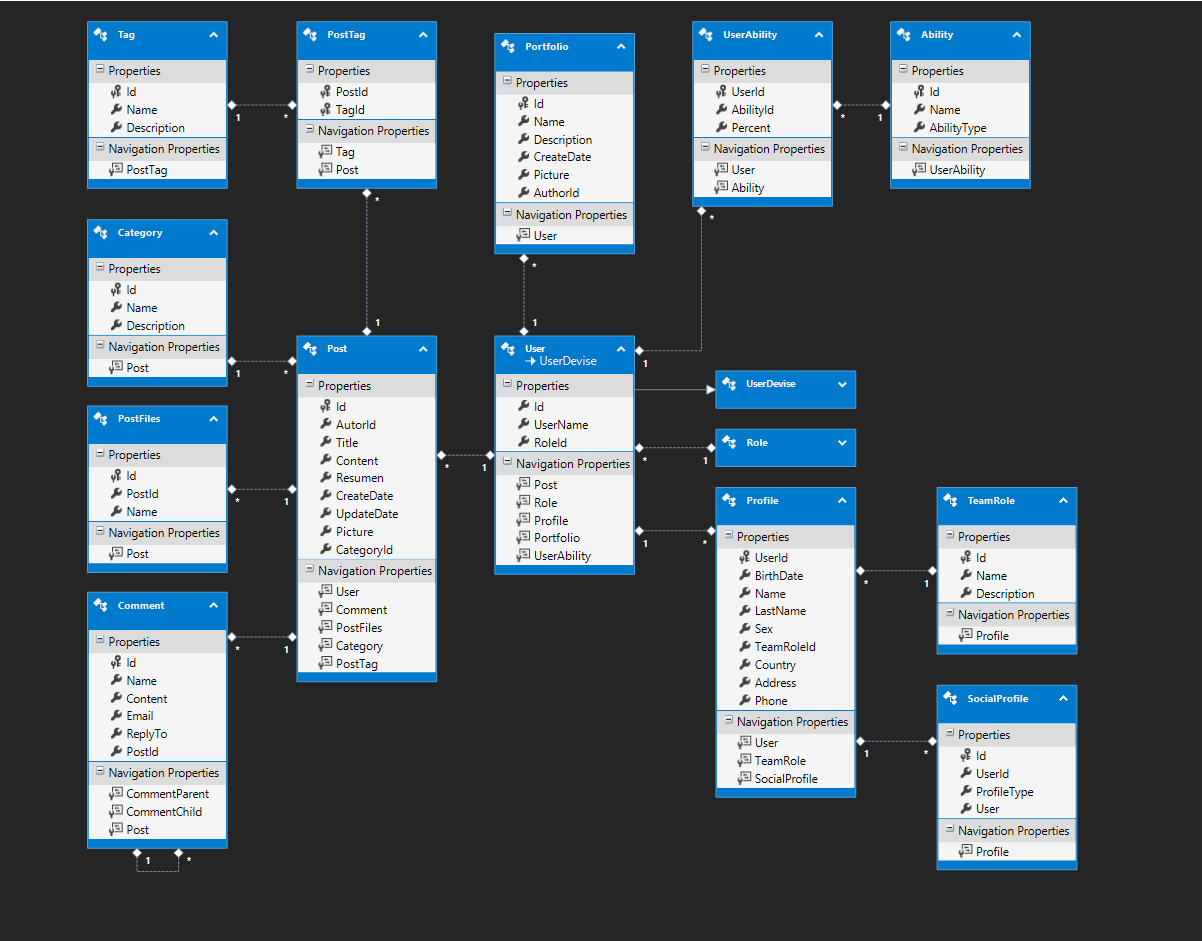 Tag
Properties
Id
Name
Description
Navigation Properties
PostTag
1
*
PostTag
Properties
PostId
TagId
Navigation Properties
Tag
Post
*
1
Portfolio
Properties
Id
Name
Description
CreateDate
Picture
AuthorId
Navigation Properties
User
*
1
UserAbility
Properties
UserId
AbilityId
Percent
Navigation Properties
User
Ability
*
1
*
1
Ability
Properties
Id
Name
AbilityType
Navigation Properties
UserAbility
Category
Properties
Id
Name
Description
Navigation Properties
Post
1
*
PostFiles
Properties
Id
PostId
Name
Navigation Properties
Post
*
1
Comment
Properties
Id
Name
Content
Email
ReplyTo
PostId
Navigation Properties
CommentParent
CommentChild
Post
*
1
1
*
Post
Properties
Id
AutorId
Title
Content
Resumen
CreateDate
UpdateDate
Picture
CategoryId
Navigation Properties
User
Comment
PostFiles
Category
PostTag
*
1
User
UserDevise
Properties
Id
UserName
RoleId
Navigation Properties
Post
Role
Profile
Portfolio
UserAbility
*
1
1
*
UserDevise
Role
Profile
Properties
UserId
BirthDate
Name
LastName
Sex
TeamRoleId
Country
Address
Phone
Navigation Properties
User
TeamRole
SocialProfile
*
1
1
*
TeamRole
Properties
Id
Name
Description
Navigation Properties
Profile
SocialProfile
Properties
Id
UserId
ProfileType
User
Navigation Properties
Profile